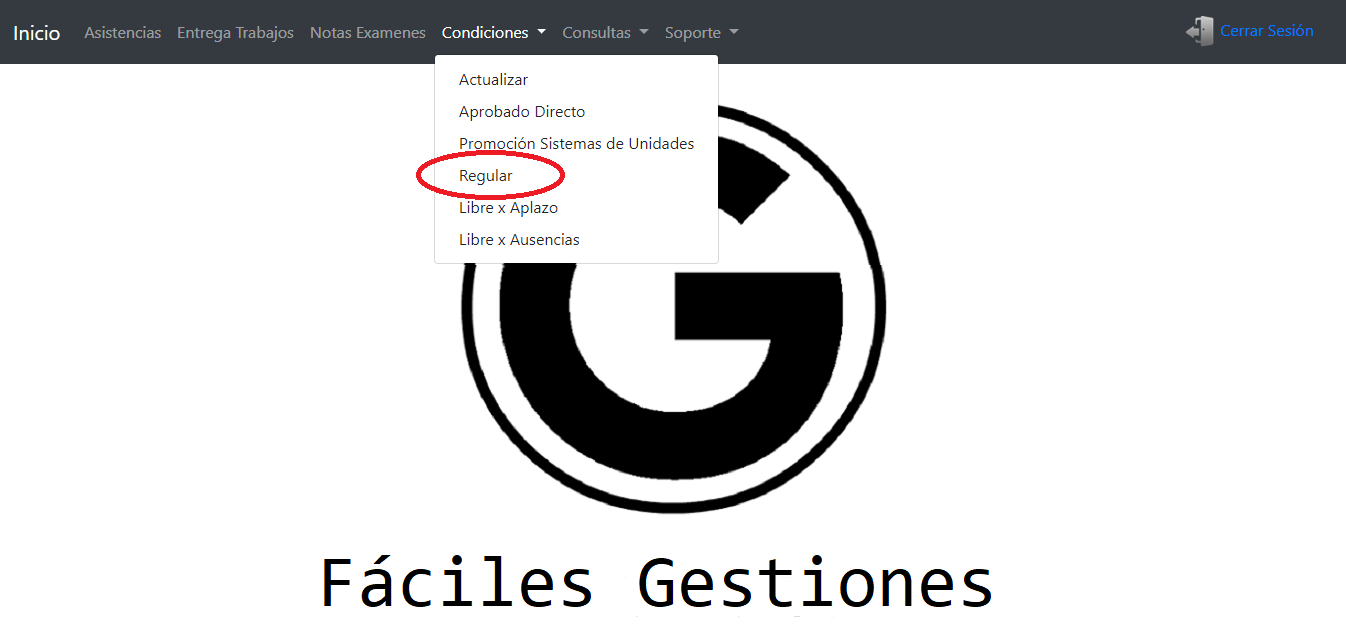 Inicio Asistencias Entrega Trabajos Notas Examenes Condiciones Consultas Soporte Cerrar Sesión
Actualizar
Aprobado Directo
Promoción Sistemas de Unidades
Regular
Libre x Aplazo
Libre x Ausencias
G
Fáciles Gestiones